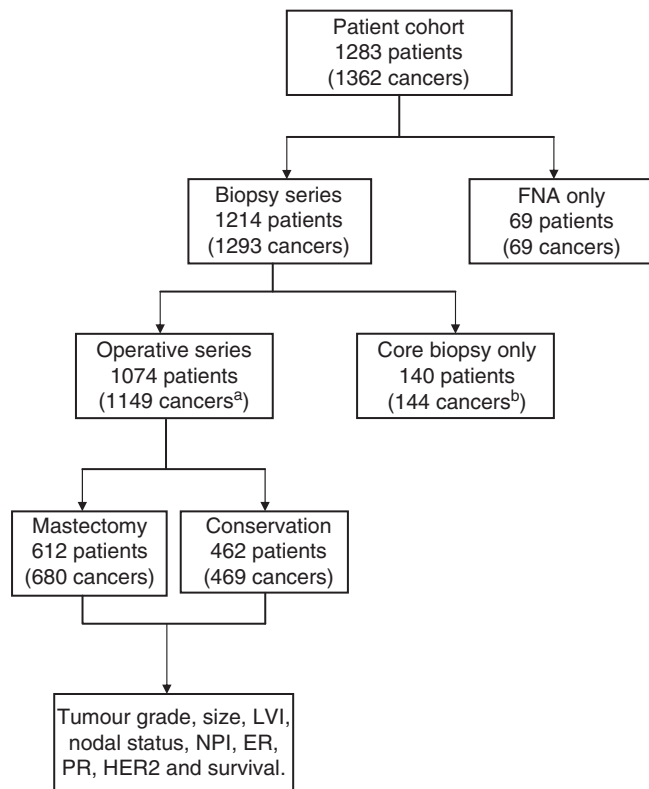 Patient cohort
1283 patients
(1362 cancers)
Biopsy series
1214 patients
(1293 cancers)
FNA only
69 patients
(69 cancers)
Operative series
1074 patients
(1149 cancersᵃ)
Core biopsy only
140 patients
(144 cancersᵇ)
Mastectomy
612 patients
(680 cancers)
Conservation
462 patients
(469 cancers)
Tumour grade, size, LVI,
nodal status, NPI, ER,
PR, HER2 and survival.